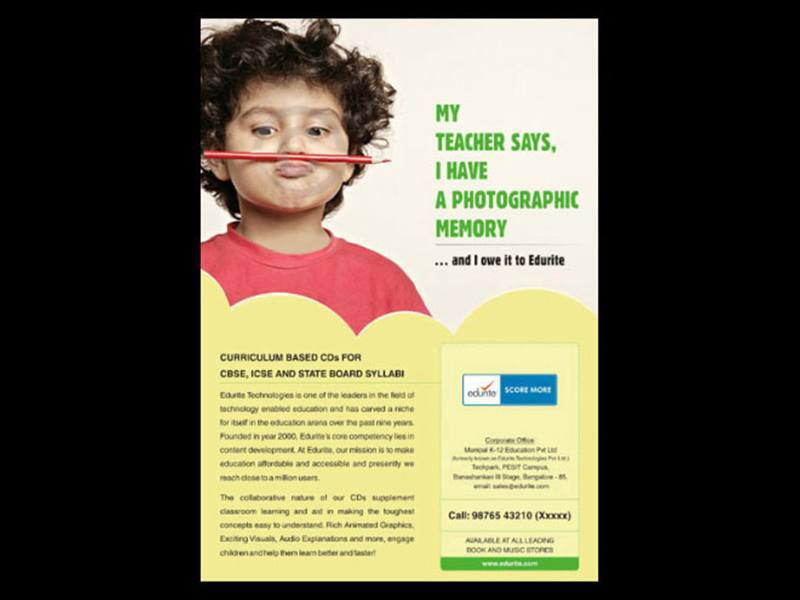 MY
TEACHER SAYS,
I HAVE
A PHOTOGRAPHIC
MEMORY
... and I owe it to Edurite
CURRICULUM BASED CDs FOR
CBSE, ICSE AND STATE BOARD SYLLABI
Edurite Technologies is one of the leaders in the field of
technology enabled education and has carved a niche
for itself in the education arena over the past nine years.
Founded in year 2000, Edurite's core competency lies in
content development. At Edurite, our mission is to make
education affordable and accessible and presently we
reach close to a million users.
The collaborative nature of our CDs supplement
classroom learning and aid in making the toughest
concepts easy to understand. Rich Animated Graphics,
Exciting Visuals, Audio Explanations and more, engage
children and help them learn better and faster!
edurite SCORE MORE
Corporate Office:
Manipal K-12 Education Pvt Ltd
(formerly known as Edurite Technologies Pvt Ltd.)
Techpark, PESIT Campus,
Banashankari III Stage, Bangalore - 85.
email: sales@edurite.com
Call: 98765 43210 (Xxxxx)
AVAILABLE AT ALL LEADING
BOOK AND MUSIC STORES
www.edurite.com